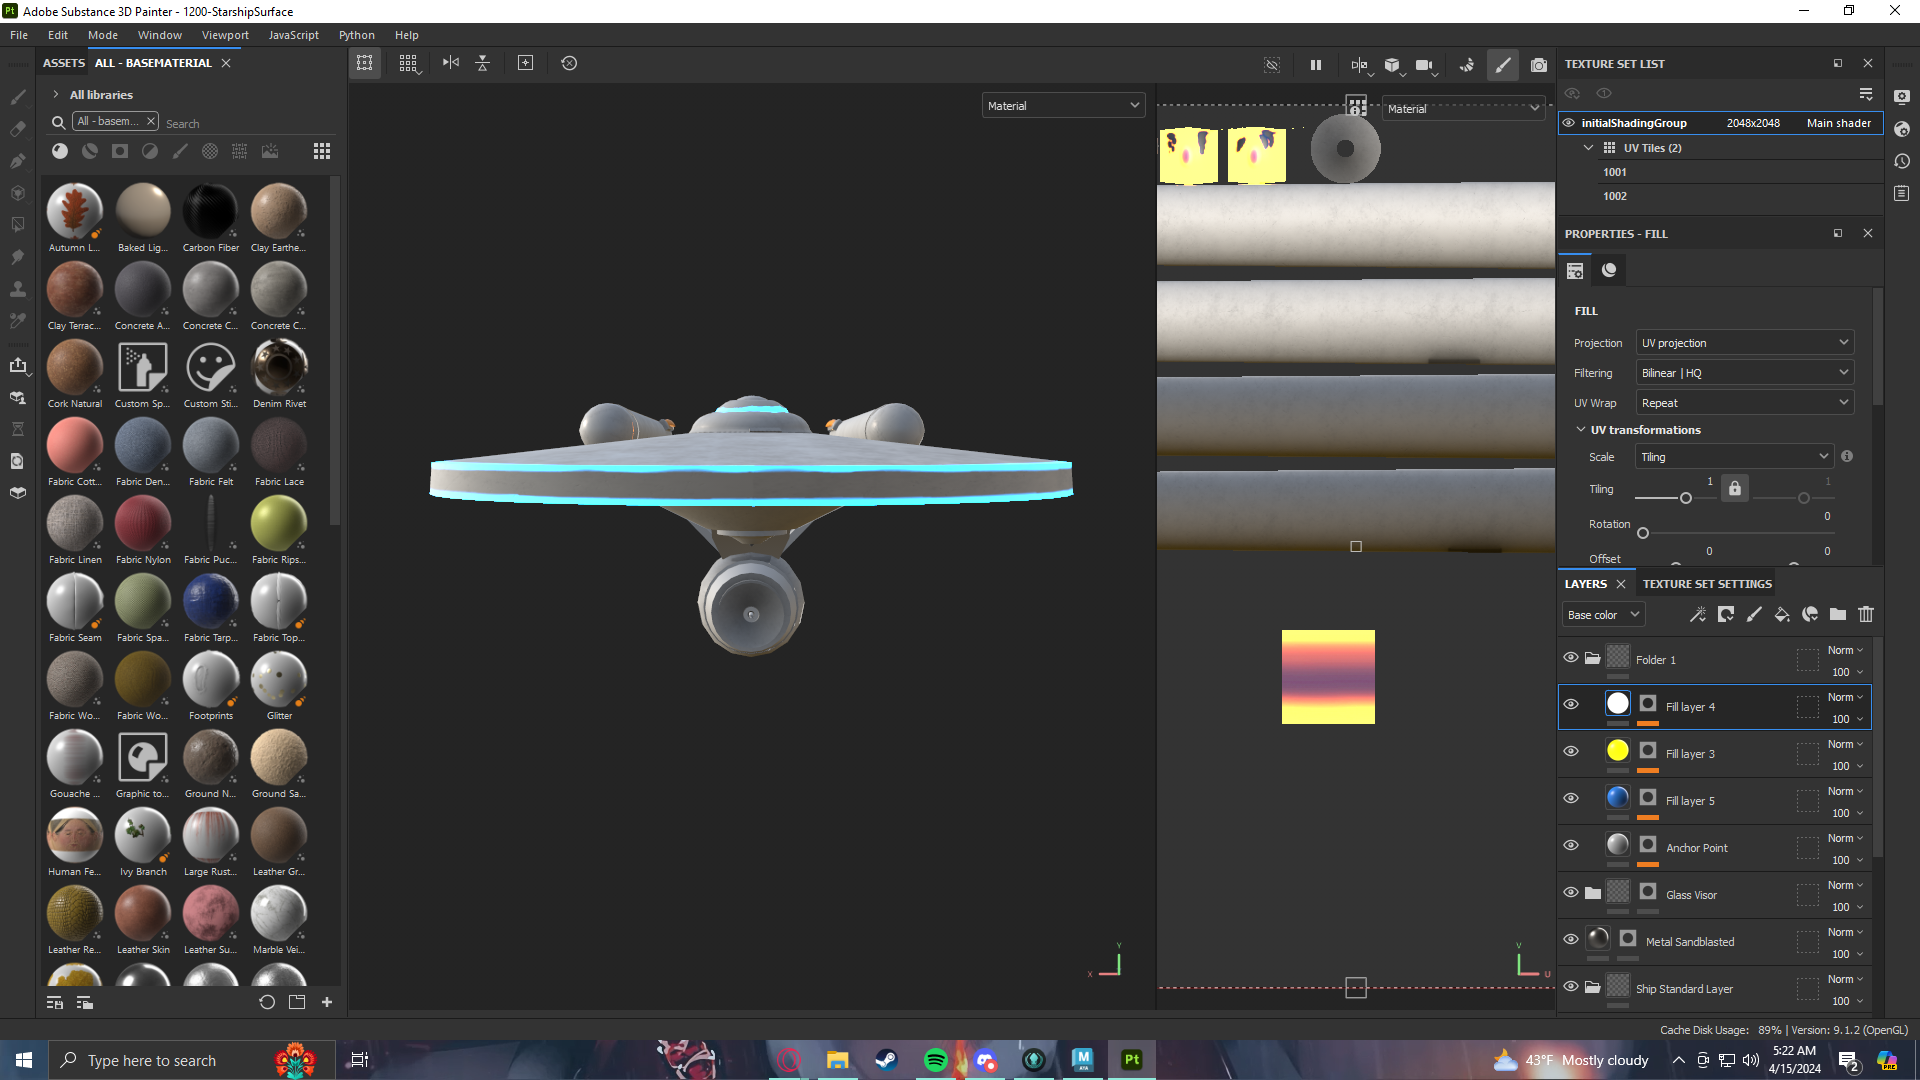 Adobe Substance 3D Painter - 1200-StarshipSurface
File Edit Mode Window Viewport JavaScript Python Help
ASSETS ALL - BASEMATERIAL
All libraries
All - basem... Search
Autumn L... Baked Lig... Carbon Fiber Clay Earthe...
Clay Terrac... Concrete A... Concrete C... Concrete C...
Cork Natural Custom Sp... Custom Sti... Denim Rivet
Fabric Cott... Fabric Den... Fabric Felt Fabric Lace
Fabric Linen Fabric Nylon Fabric Puc... Fabric Rips...
Fabric Seam Fabric Spa... Fabric Tarp... Fabric Top...
Fabric Wo... Fabric Wo... Footprints Glitter
Gouache ... Graphic to... Ground N... Ground Sa...
Human Fe... Ivy Branch Large Rust... Leather Gr...
Leather Re... Leather Skin Leather Su... Marble Vei...
Material
Material
Y
X
V
U
TEXTURE SET LIST
initialShadingGroup 2048x2048 Main shader
UV Tiles (2)
1001
1002
PROPERTIES - FILL
FILL
Projection UV projection
Filtering Bilinear | HQ
UV Wrap Repeat
UV transformations
Scale Tiling
Tiling 1 1
Rotation 0
Offset 0 0
LAYERS TEXTURE SET SETTINGS
Base color
Folder 1 Norm 100
Fill layer 4 Norm 100
Fill layer 3 Norm 100
Fill layer 5 Norm 100
Anchor Point Norm 100
Glass Visor Norm 100
Metal Sandblasted Norm 100
Ship Standard Layer Norm 100
Cache Disk Usage: 89% | Version: 9.1.2 (OpenGL)
Type here to search
M
Pt
43°F Mostly cloudy
5:22 AM
4/15/2024
2
PRE